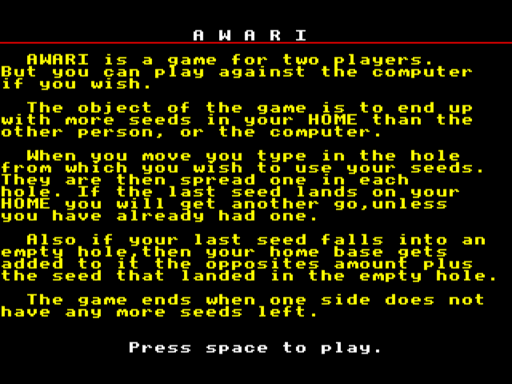 A W A R I
AWARI is a game for two players.
But you can play against the computer
if you wish.
The object of the game is to end up
with more seeds in your HOME than the
other person, or the computer.
When you move you type in the hole
from which you wish to use your seeds.
They are then spread one in each
hole. If the last seed lands on your
HOME you will get another go,unless
you have already had one.
Also if your last seed falls into an
empty hole,then your home base gets
added to it the opposites amount plus
the seed that landed in the empty hole.
The game ends when one side does not
have any more seeds left.
Press space to play.